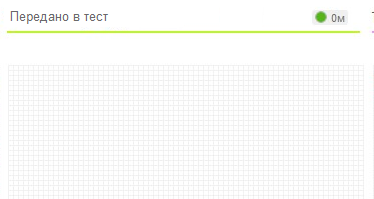 Передано в тест
0м